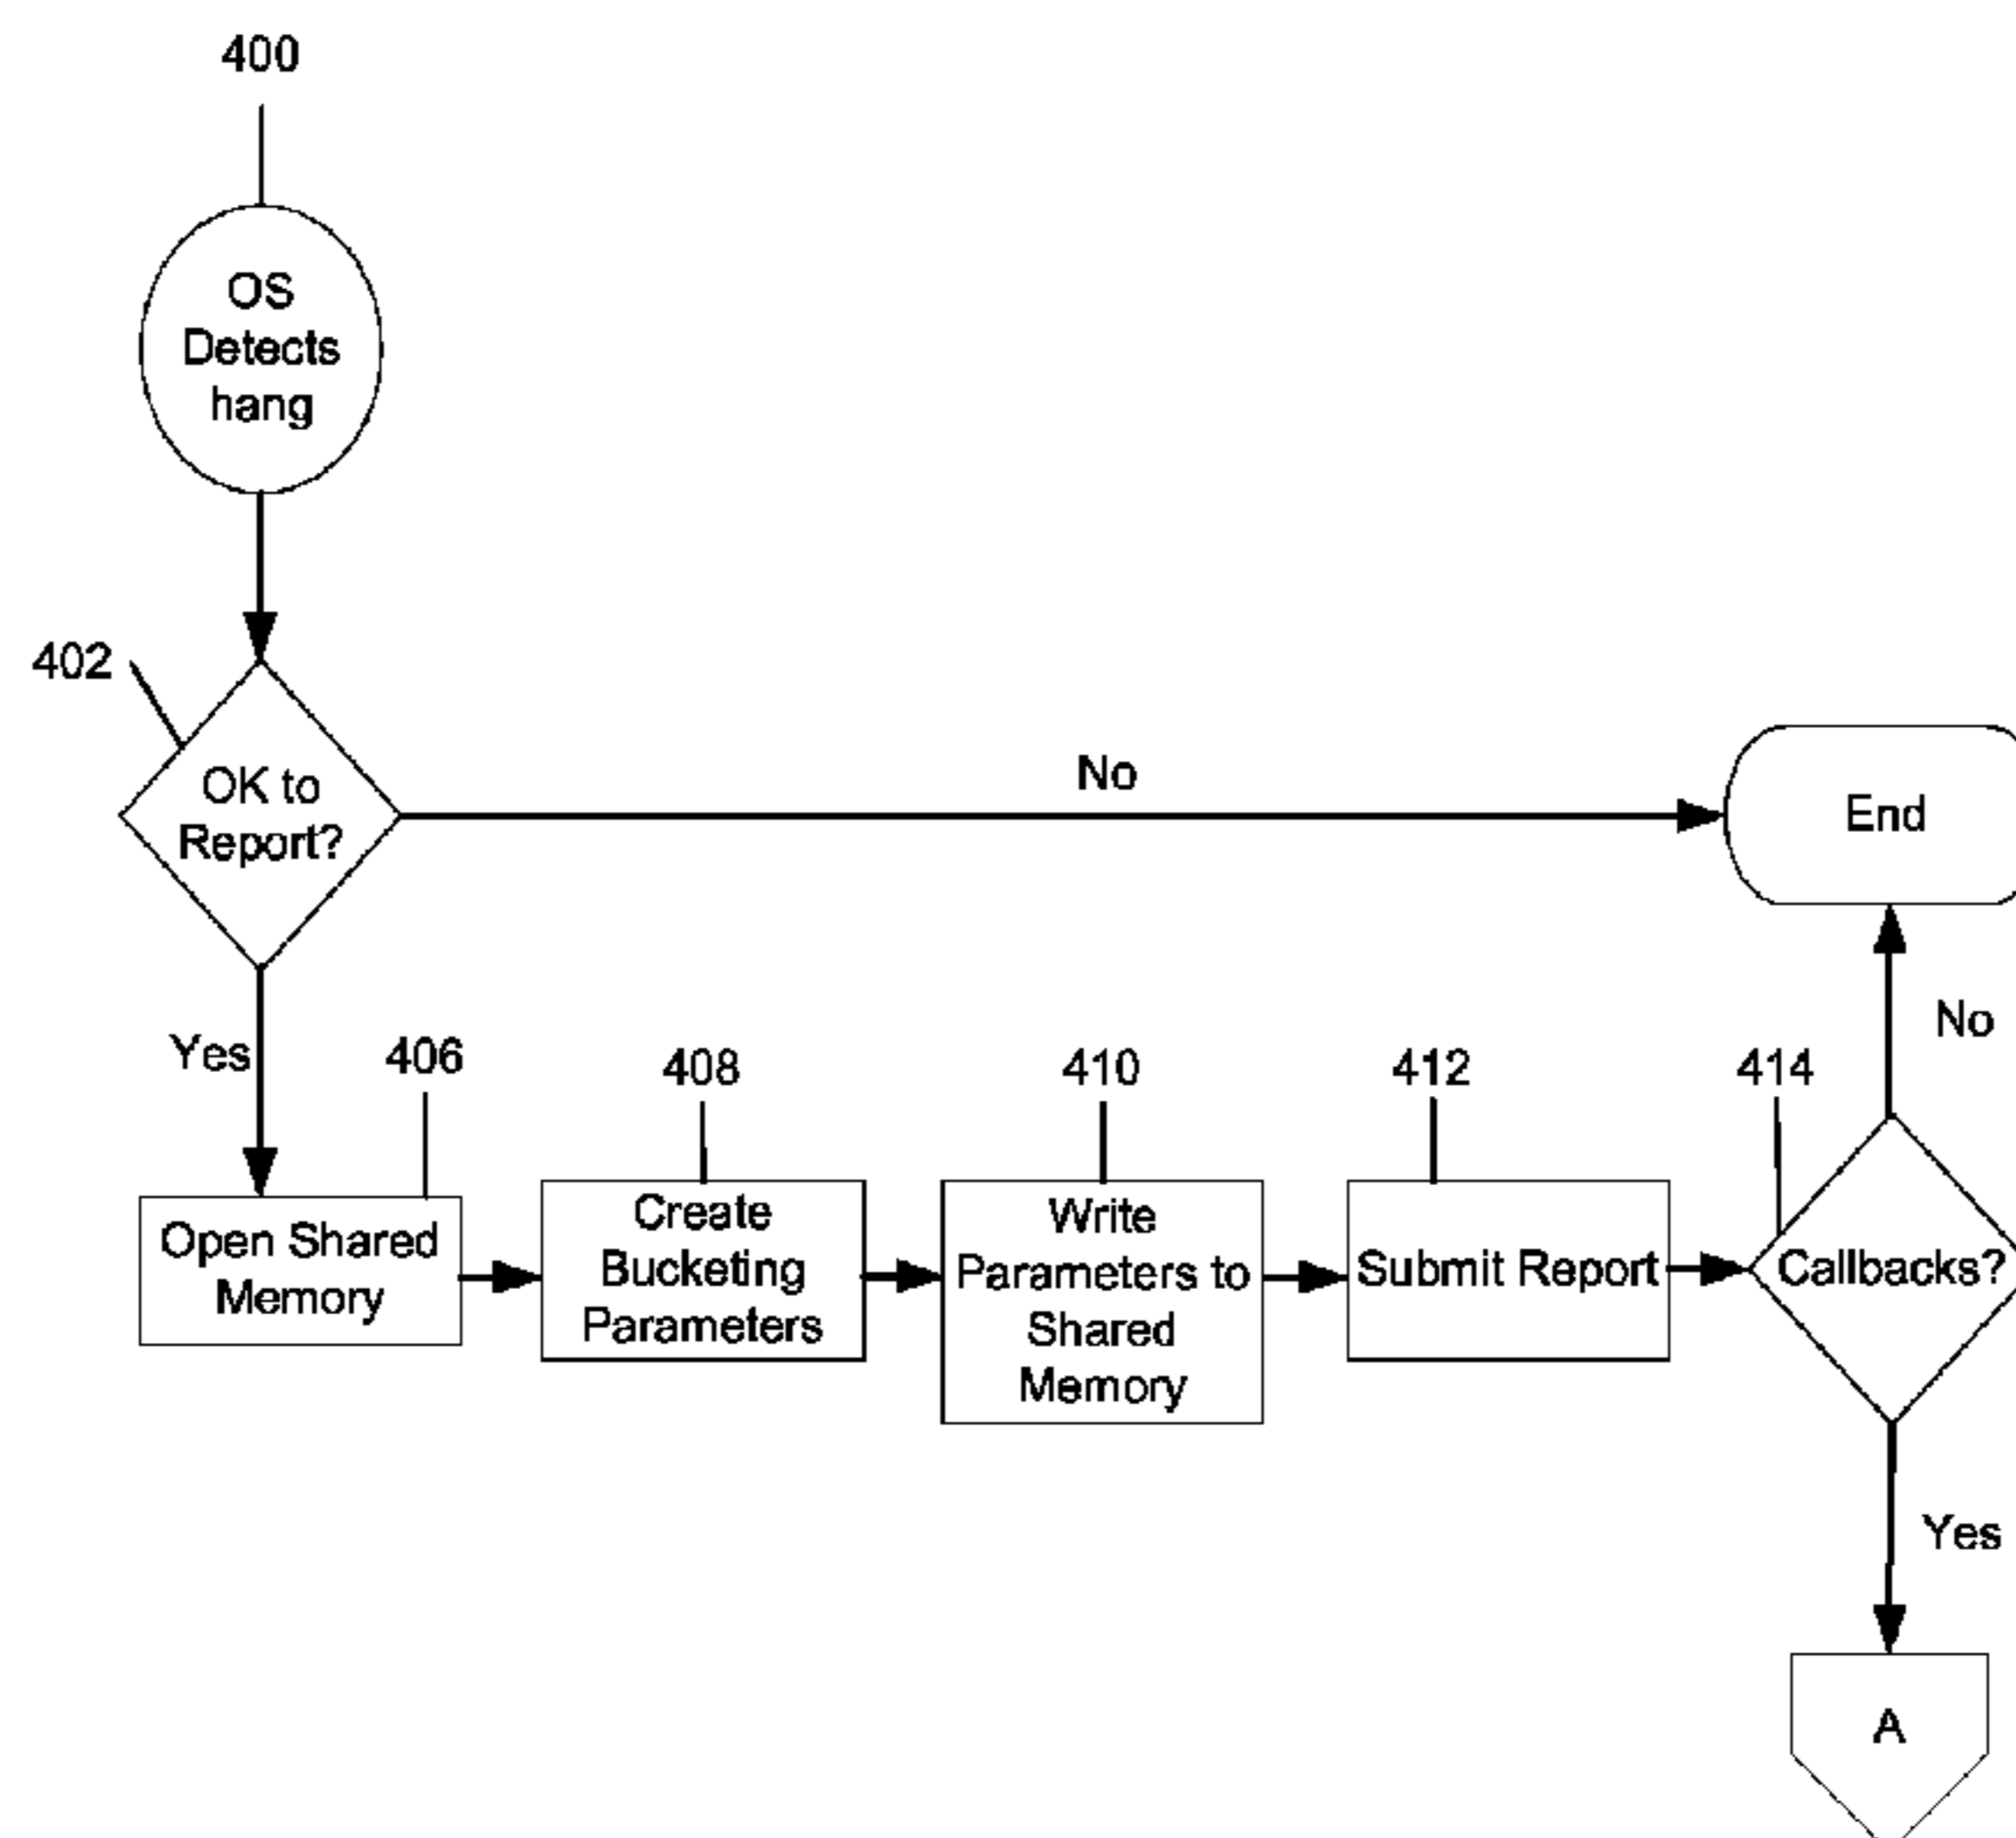 400
OS
Detects
hang
402
OK to
Report?
No
End
Yes
406
408
410
412
414
No
Open Shared
Memory
Create
Bucketing
Parameters
Write
Parameters to
Shared
Memory
Submit Report
Callbacks?
Yes
A